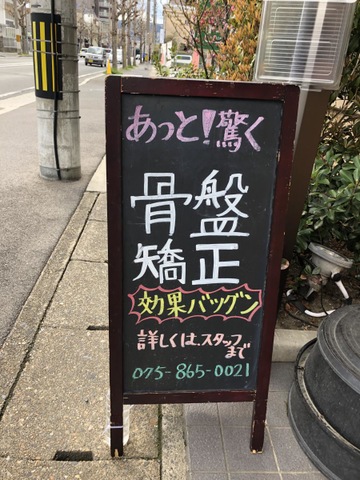 あっと!驚く
骨盤
矯正
効果バッグン
詳しくは、スタッフ
まで
075-865-0021